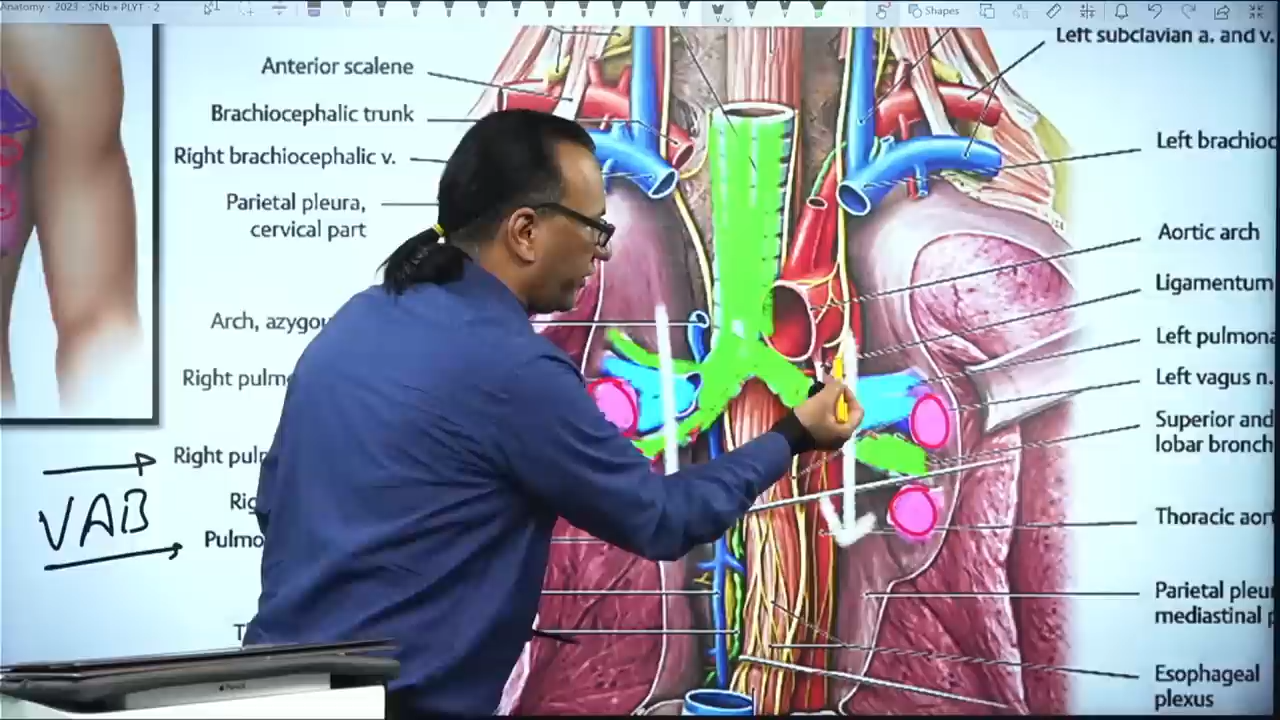 Anatomy - 2023 - SNb » PLYT - 2
Shapes
Left subclavian a. and v.
Anterior scalene
Brachiocephalic trunk
Left brachioc
Right brachiocephalic v.
Parietal pleura,
cervical part
Aortic arch
Ligamentum
Arch, azygou
Left pulmona
Right pulm
Left vagus n.
Superior and
lobar bronch
Right pulr
VAB
Thoracic aort
Pulmo
Parietal pleur
mediastinal p
Esophageal
plexus